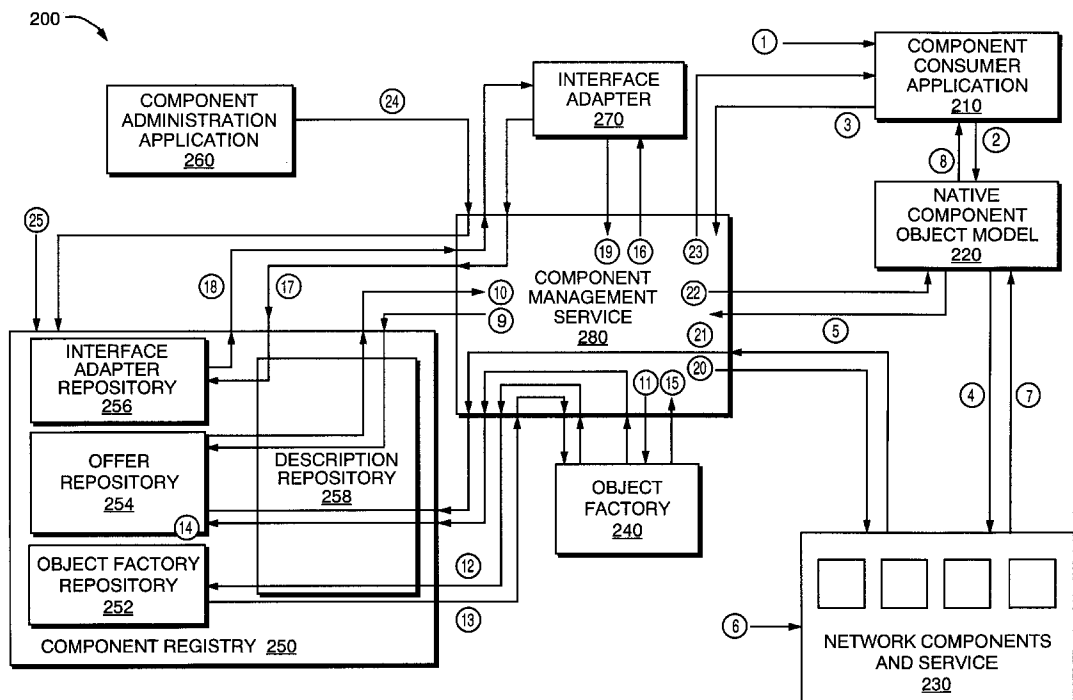 200
1
COMPONENT
CONSUMER
APPLICATION
210
INTERFACE
ADAPTER
270
COMPONENT
ADMINISTRATION
APPLICATION
260
24
3
2
8
NATIVE
COMPONENT
OBJECT MODEL
220
25
18
17
19
16
23
COMPONENT
MANAGEMENT
SERVICE
280
10
9
22
5
21
20
INTERFACE
ADAPTER
REPOSITORY
256
11
15
4
7
OFFER
REPOSITORY
254
14
DESCRIPTION
REPOSITORY
258
OBJECT
FACTORY
240
OBJECT FACTORY
REPOSITORY
252
12
13
COMPONENT REGISTRY 250
6
NETWORK COMPONENTS
AND SERVICE
230